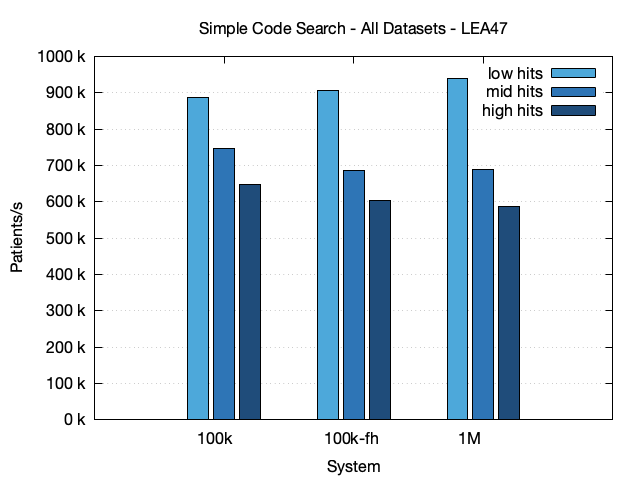 Simple Code Search - All Datasets - LEA47
1000 k
900 k
800 k
700 k
600 k
500 k
400 k
300 k
200 k
100 k
0 k
Patients/s
low hits
mid hits
high hits
100k
100k-fh
1M
System